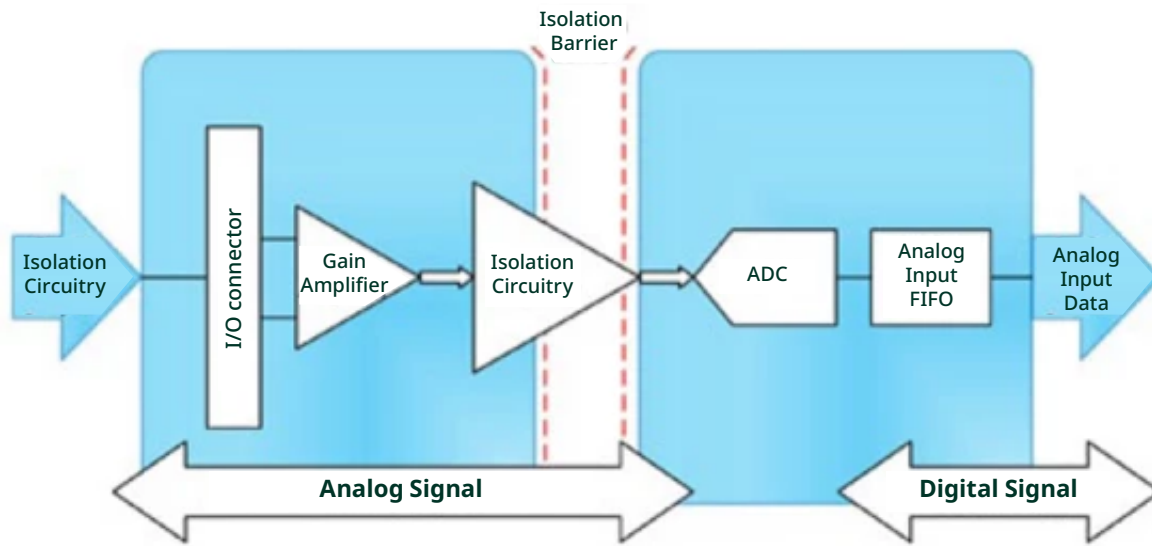 Isolation
Barrier
Isolation
Circuitry
I/O connector
Gain
Amplifier
Isolation
Circuitry
ADC
Analog
Input
FIFO
Analog
Input
Data
Analog Signal
Digital Signal